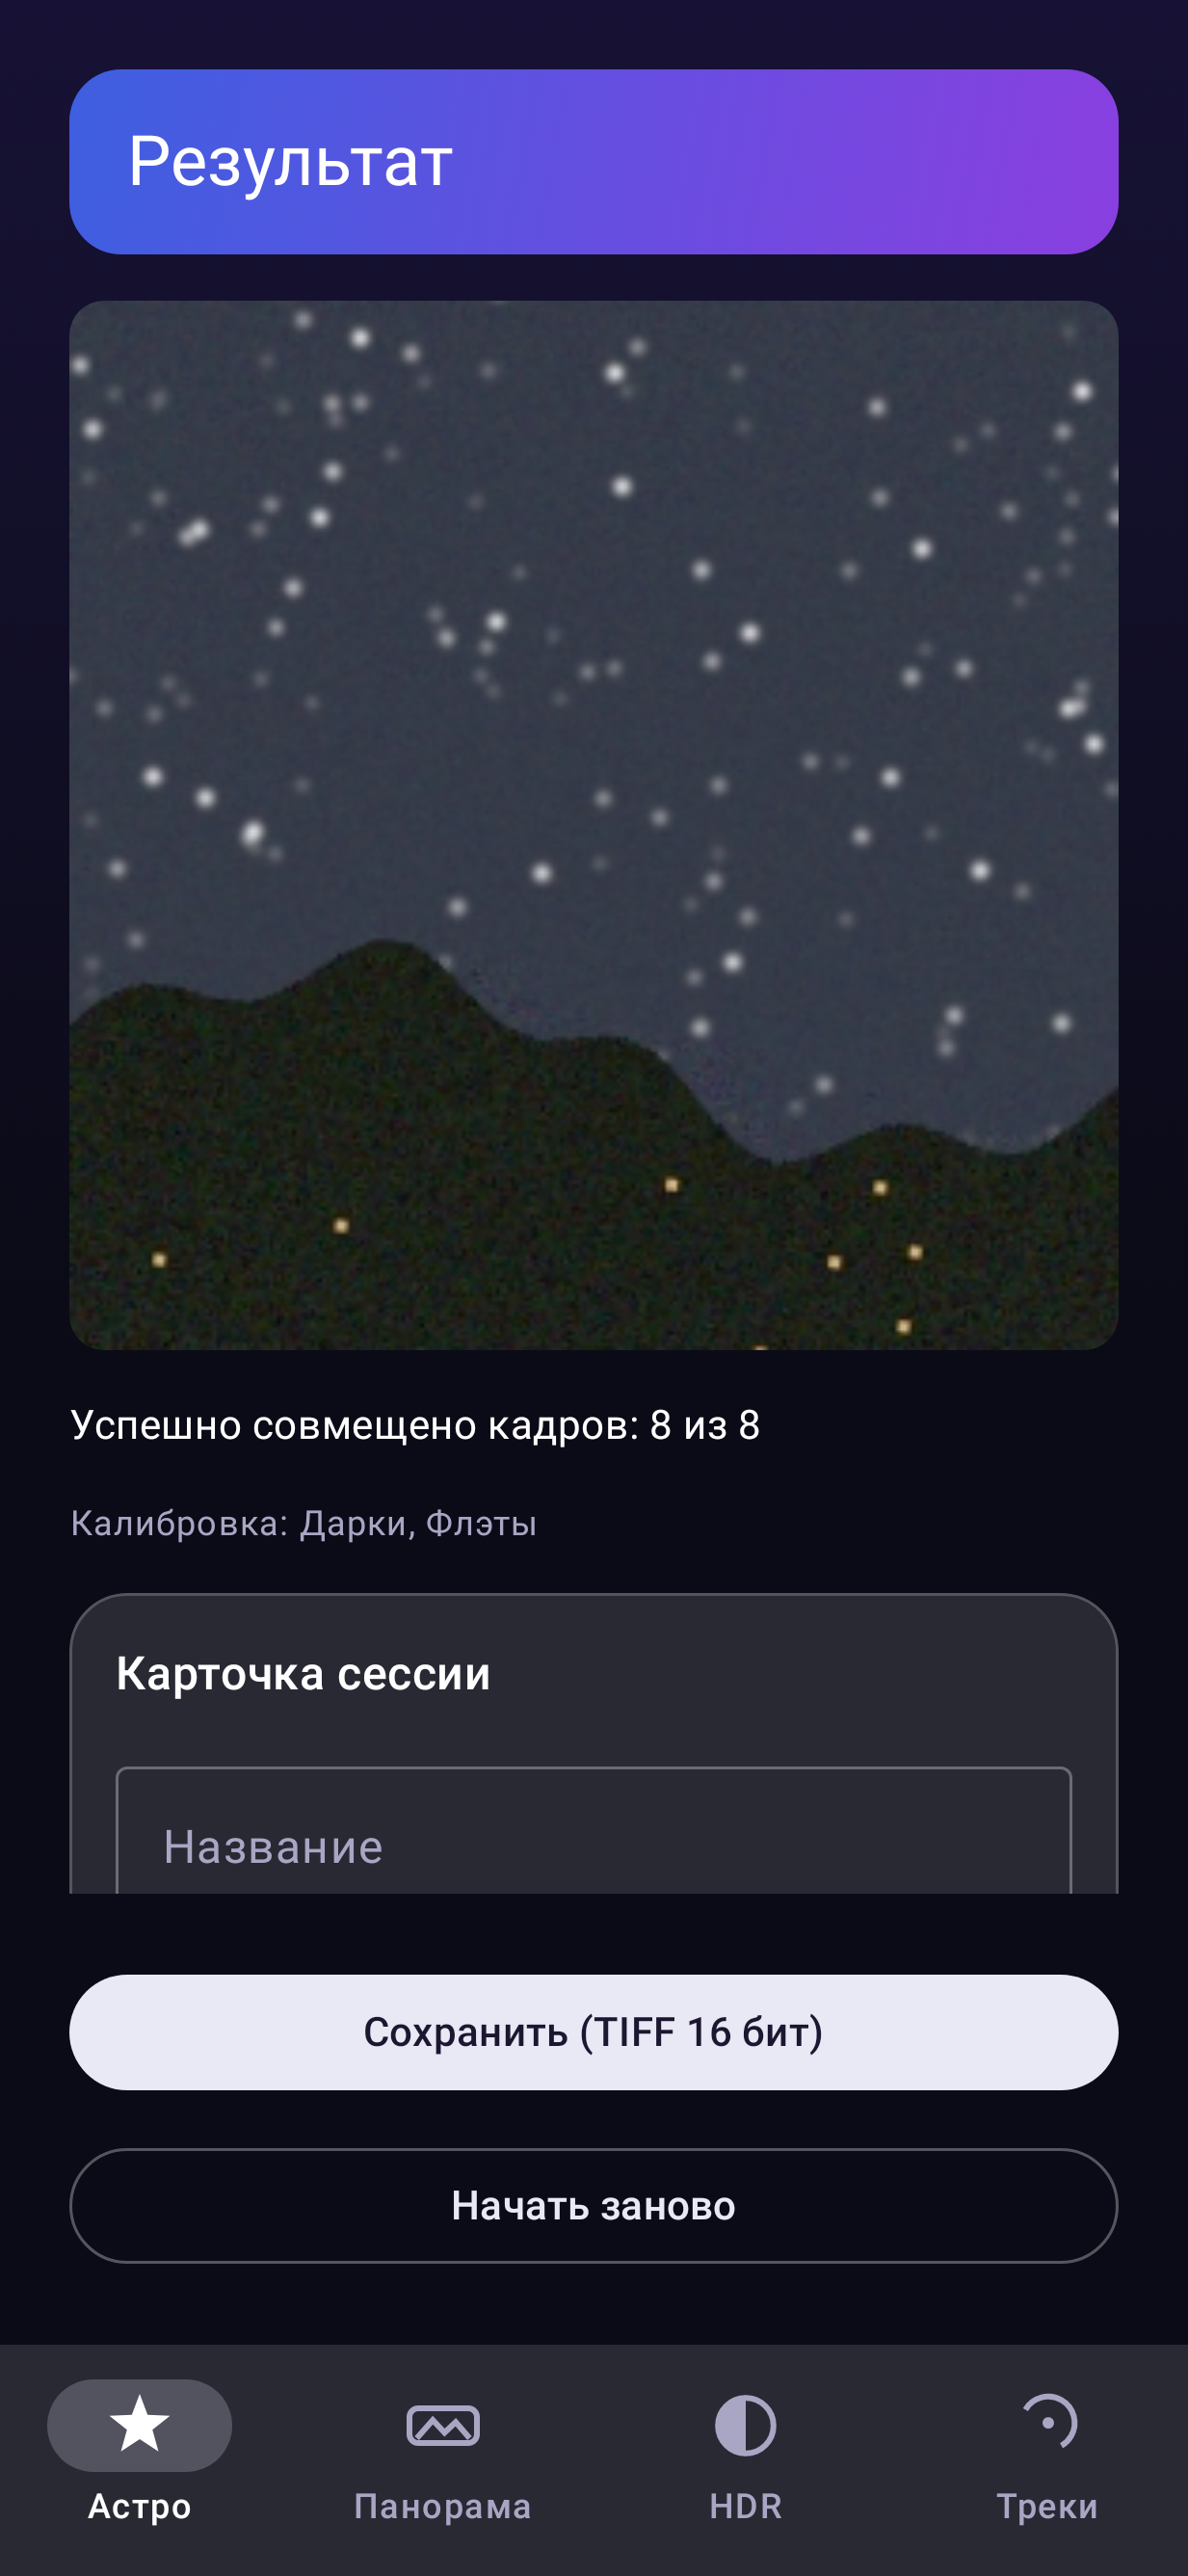 Результат
Успешно совмещено кадров: 8 из 8
Калибровка: Дарки, Флэты
Карточка сессии
Название
Сохранить (TIFF 16 бит)
Начать заново
Астро
Панорама
HDR
Треки